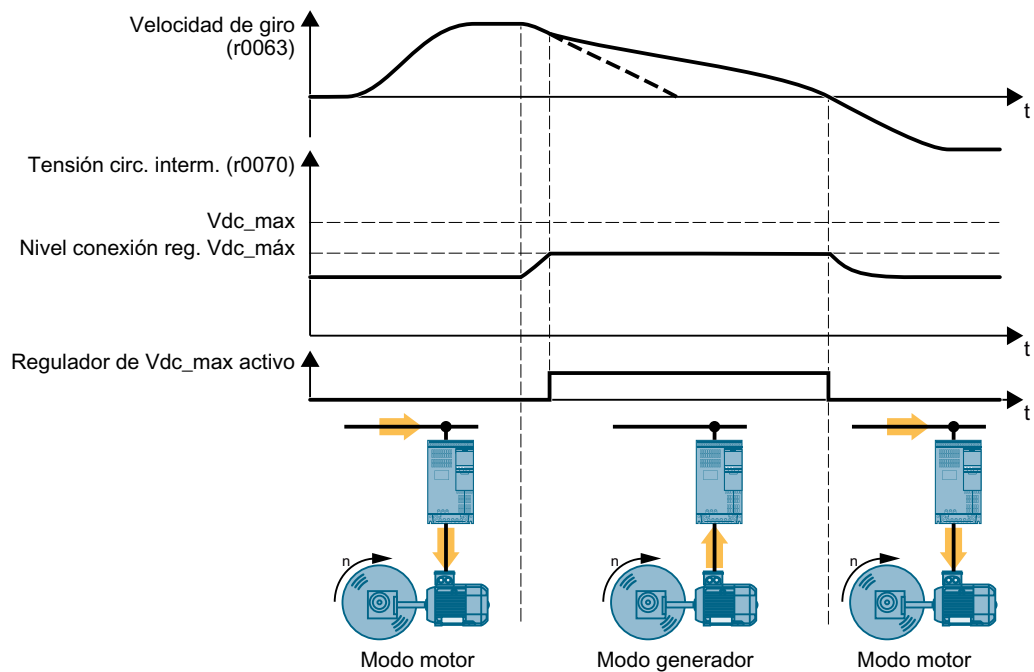 Velocidad de giro
(r0063)
t
Tensión circ. interm. (r0070)
Vdc_max
Nivel conexión reg. Vdc_máx
t
Regulador de Vdc_max activo
t
n
n
n
Modo motor
Modo generador
Modo motor